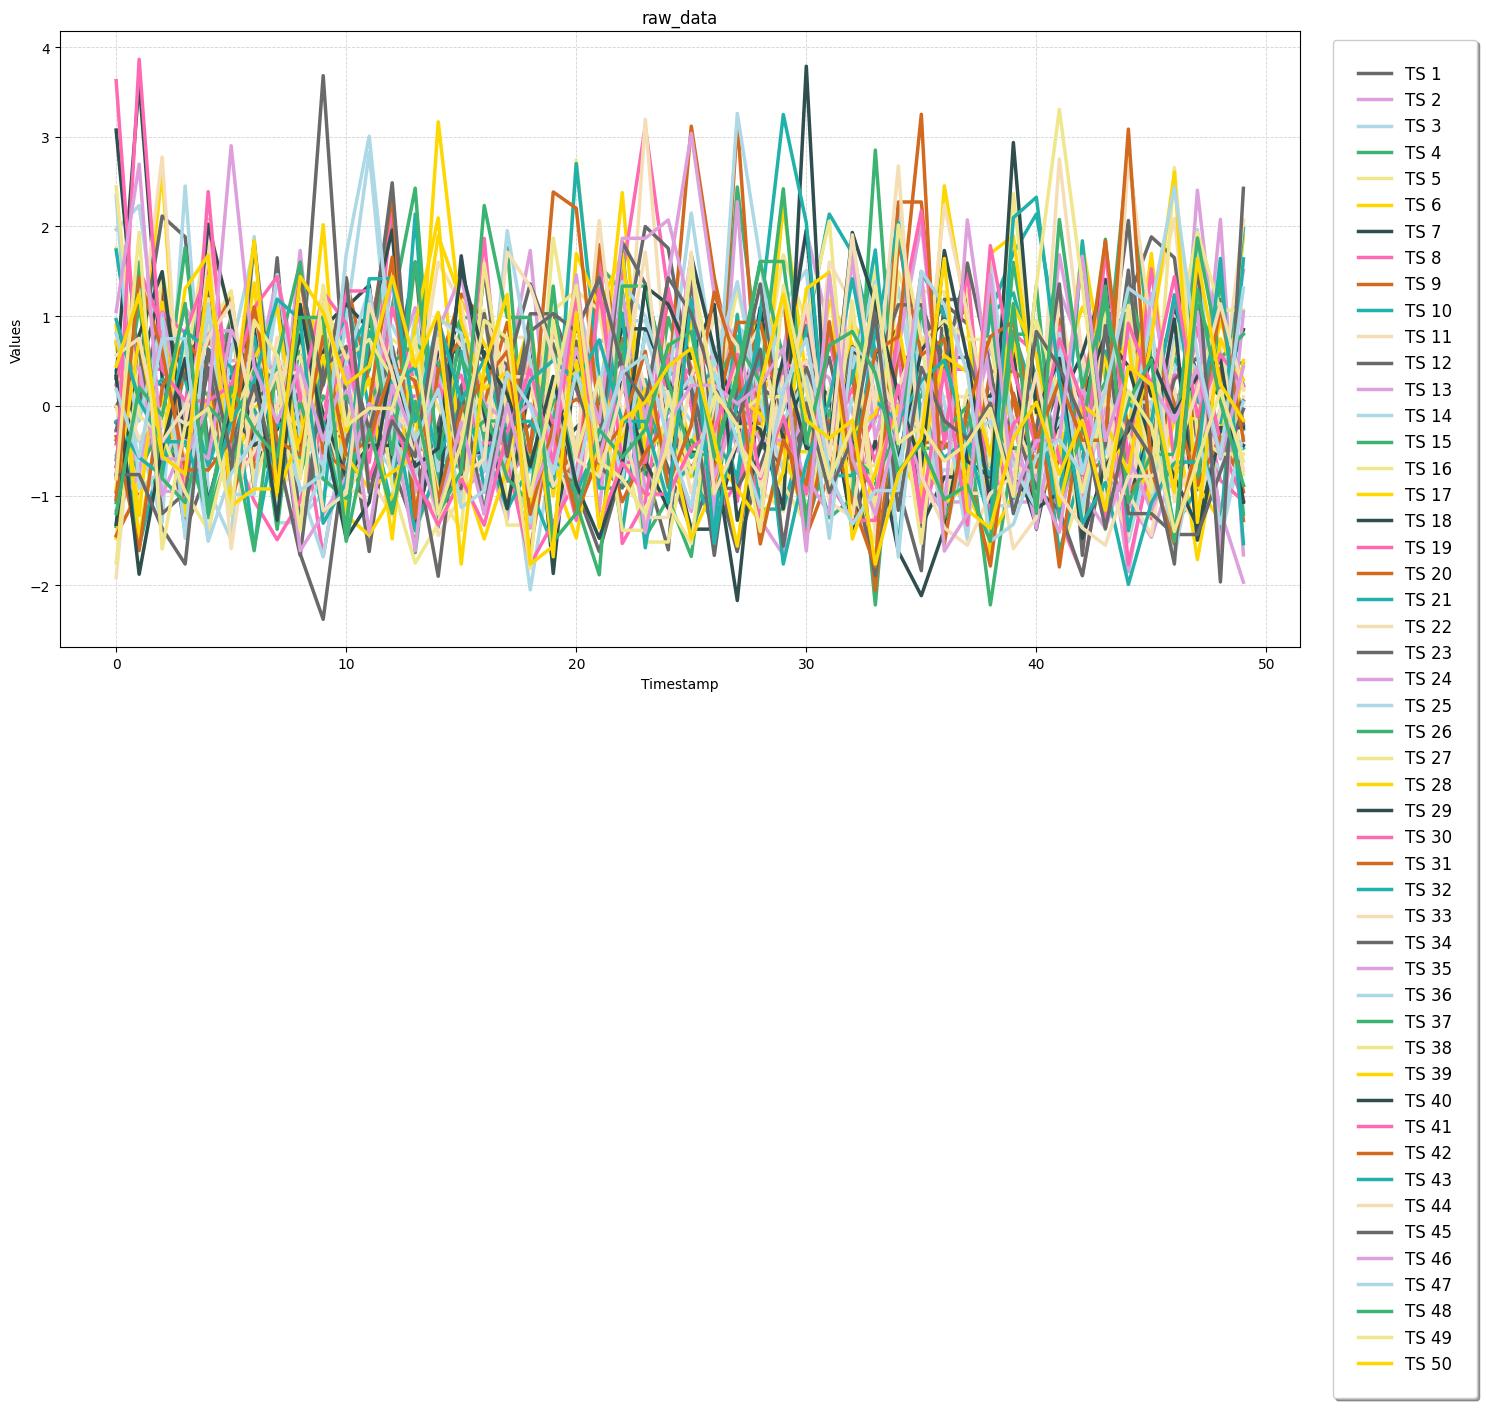 raw_data
4
3
2
1
0
−1
−2
Values
0
10
20
30
40
50
Timestamp
TS 1
TS 2
TS 3
TS 4
TS 5
TS 6
TS 7
TS 8
TS 9
TS 10
TS 11
TS 12
TS 13
TS 14
TS 15
TS 16
TS 17
TS 18
TS 19
TS 20
TS 21
TS 22
TS 23
TS 24
TS 25
TS 26
TS 27
TS 28
TS 29
TS 30
TS 31
TS 32
TS 33
TS 34
TS 35
TS 36
TS 37
TS 38
TS 39
TS 40
TS 41
TS 42
TS 43
TS 44
TS 45
TS 46
TS 47
TS 48
TS 49
TS 50